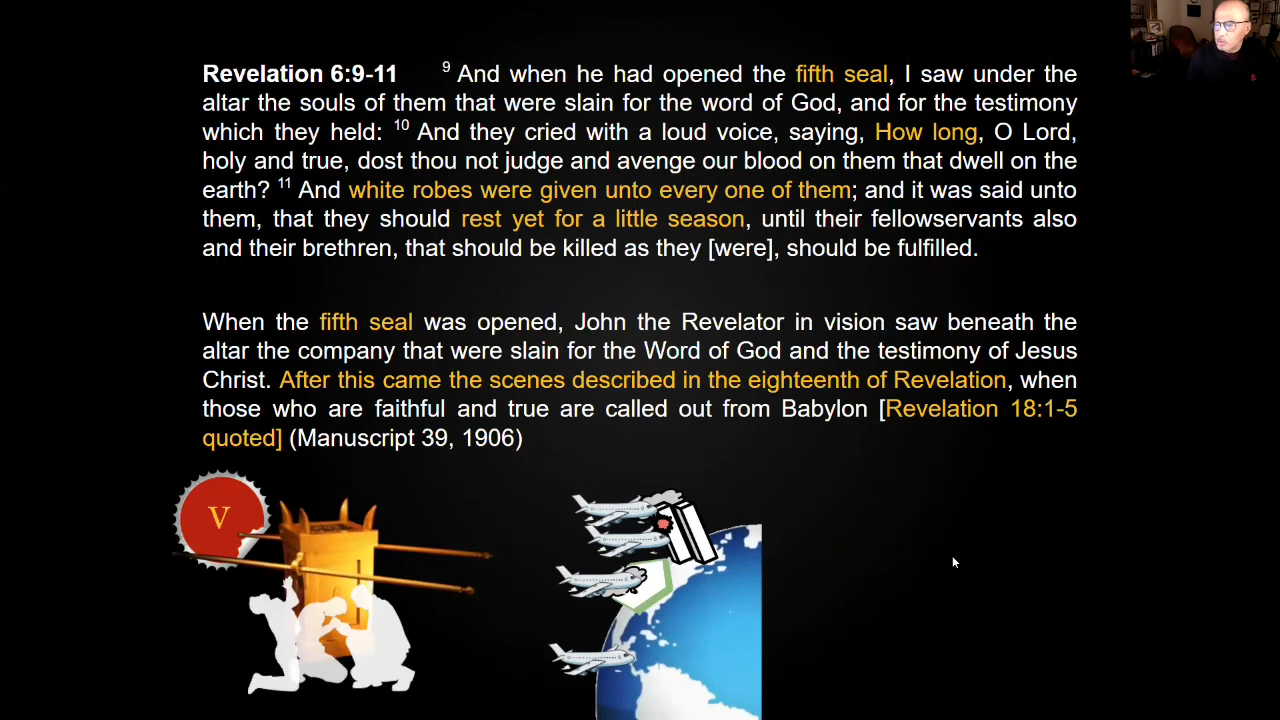 Revelation 6:9-11 9 And when he had opened the fifth seal, I saw under the
altar the souls of them that were slain for the word of God, and for the testimony
which they held: 10 And they cried with a loud voice, saying, How long, O Lord,
holy and true, dost thou not judge and avenge our blood on them that dwell on the
earth? 11 And white robes were given unto every one of them; and it was said unto
them, that they should rest yet for a little season, until their fellowservants also
and their brethren, that should be killed as they [were], should be fulfilled.
When the fifth seal was opened, John the Revelator in vision saw beneath the
altar the company that were slain for the Word of God and the testimony of Jesus
Christ. After this came the scenes described in the eighteenth of Revelation, when
those who are faithful and true are called out from Babylon [Revelation 18:1-5
quoted] (Manuscript 39, 1906)
V